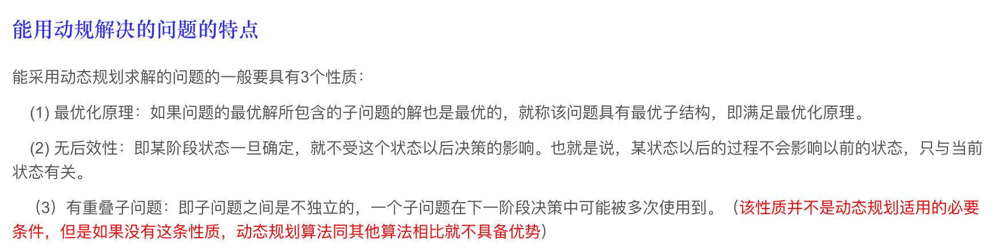 能用动规解决的问题的特点
能采用动态规划求解的问题的一般要具有3个性质：
(1) 最优化原理：如果问题的最优解所包含的子问题的解也是最优的，就称该问题具有最优子结构，即满足最优化原理。
(2) 无后效性：即某阶段状态一旦确定，就不受这个状态以后决策的影响。也就是说，某状态以后的过程不会影响以前的状态，只与当前
状态有关。
（3）有重叠子问题：即子问题之间是不独立的，一个子问题在下一阶段决策中可能被多次使用到。（该性质并不是动态规划适用的必要
条件，但是如果没有这条性质，动态规划算法同其他算法相比就不具备优势）